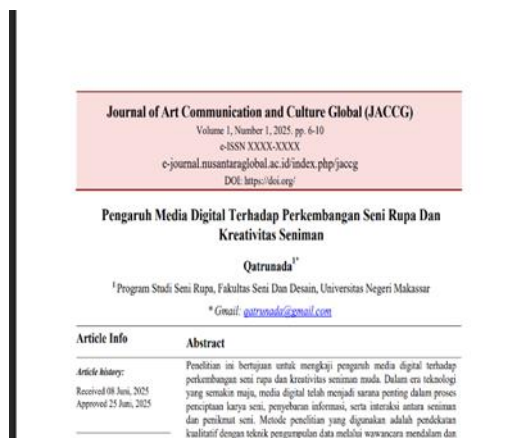 Journal of Art Communication and Culture Global (JACCG)
Volume 1, Number 1, 2025. pp. 6-10
e-ISSN XXXX-XXXX
e-journal.nusantaraglobal.ac.id/index.php/jaccg
DOI: https://doi.org/
Pengaruh Media Digital Terhadap Perkembangan Seni Rupa Dan
Kreativitas Seniman
Qatrunada1*
1 Program Studi Seni Rupa, Fakultas Seni Dan Desain, Universitas Negeri Makassar
* Gmail: qatrunada@gmail.com
Article Info
Article history:
Received 08 Juni, 2025
Approved 25 Juni, 2025
Abstract
Penelitian ini bertujuan untuk mengkaji pengaruh media digital terhadap
perkembangan seni rupa dan kreativitas seniman muda. Dalam era teknologi
yang semakin maju, media digital telah menjadi sarana penting dalam proses
penciptaan karya seni, penyebaran informasi, serta interaksi antara seniman
dan penikmat seni. Metode penelitian yang digunakan adalah pendekatan
kualitatif dengan teknik pengumpulan data melalui wawancara mendalam dan